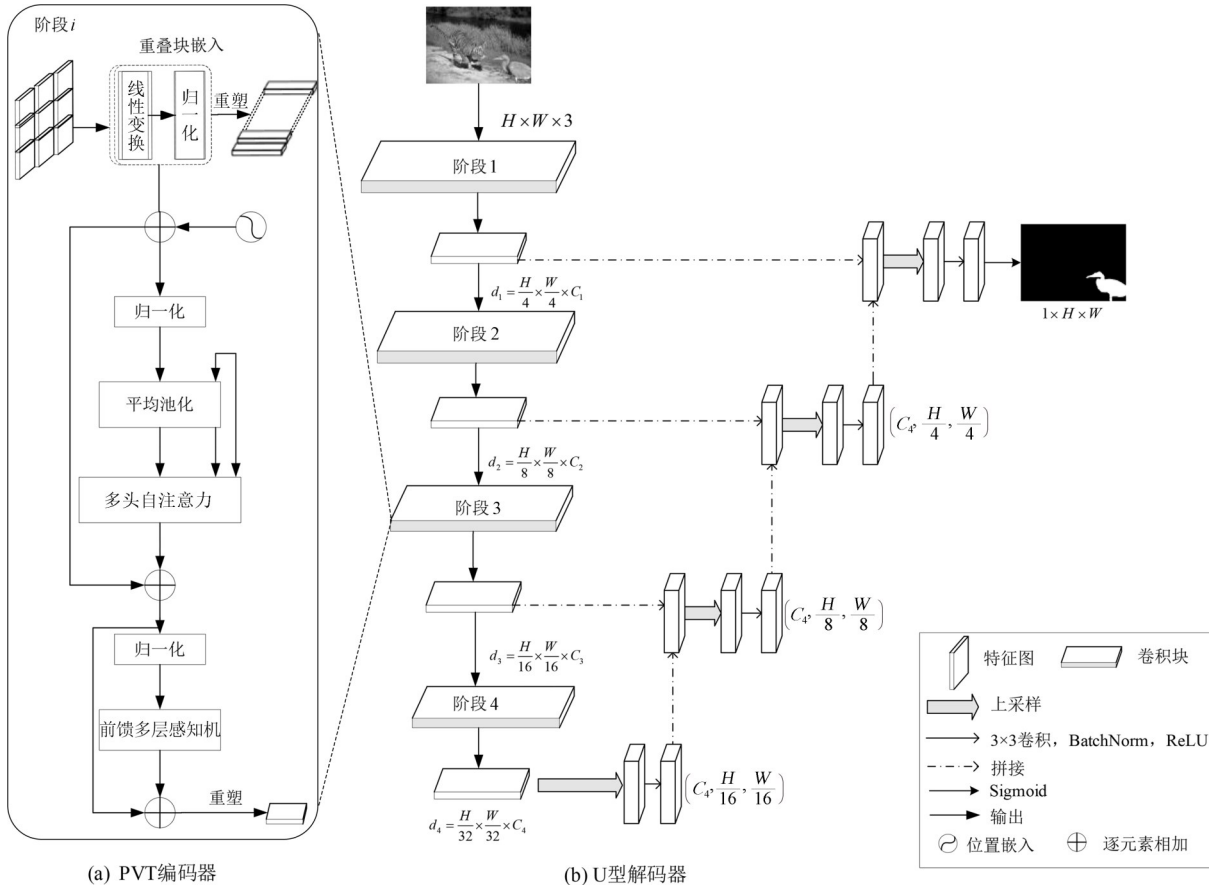 阶段i
重叠块嵌入
线性变换
归一化
重塑
归一化
平均池化
多头自注意力
归一化
前馈多层感知机
重塑
(a) PVT编码器
H×W×3
阶段1
d₁=H/4×W/4×C₁
阶段2
d₂=H/8×W/8×C₂
阶段3
d₃=H/16×W/16×C₃
阶段4
d₄=H/32×W/32×C₄
(C₄,H/16,W/16)
(C₄,H/8,W/8)
(C₄,H/4,W/4)
1×H×W
(b) U型解码器
特征图
卷积块
上采样
3×3卷积，BatchNorm，ReLU
拼接
Sigmoid
输出
位置嵌入
逐元素相加